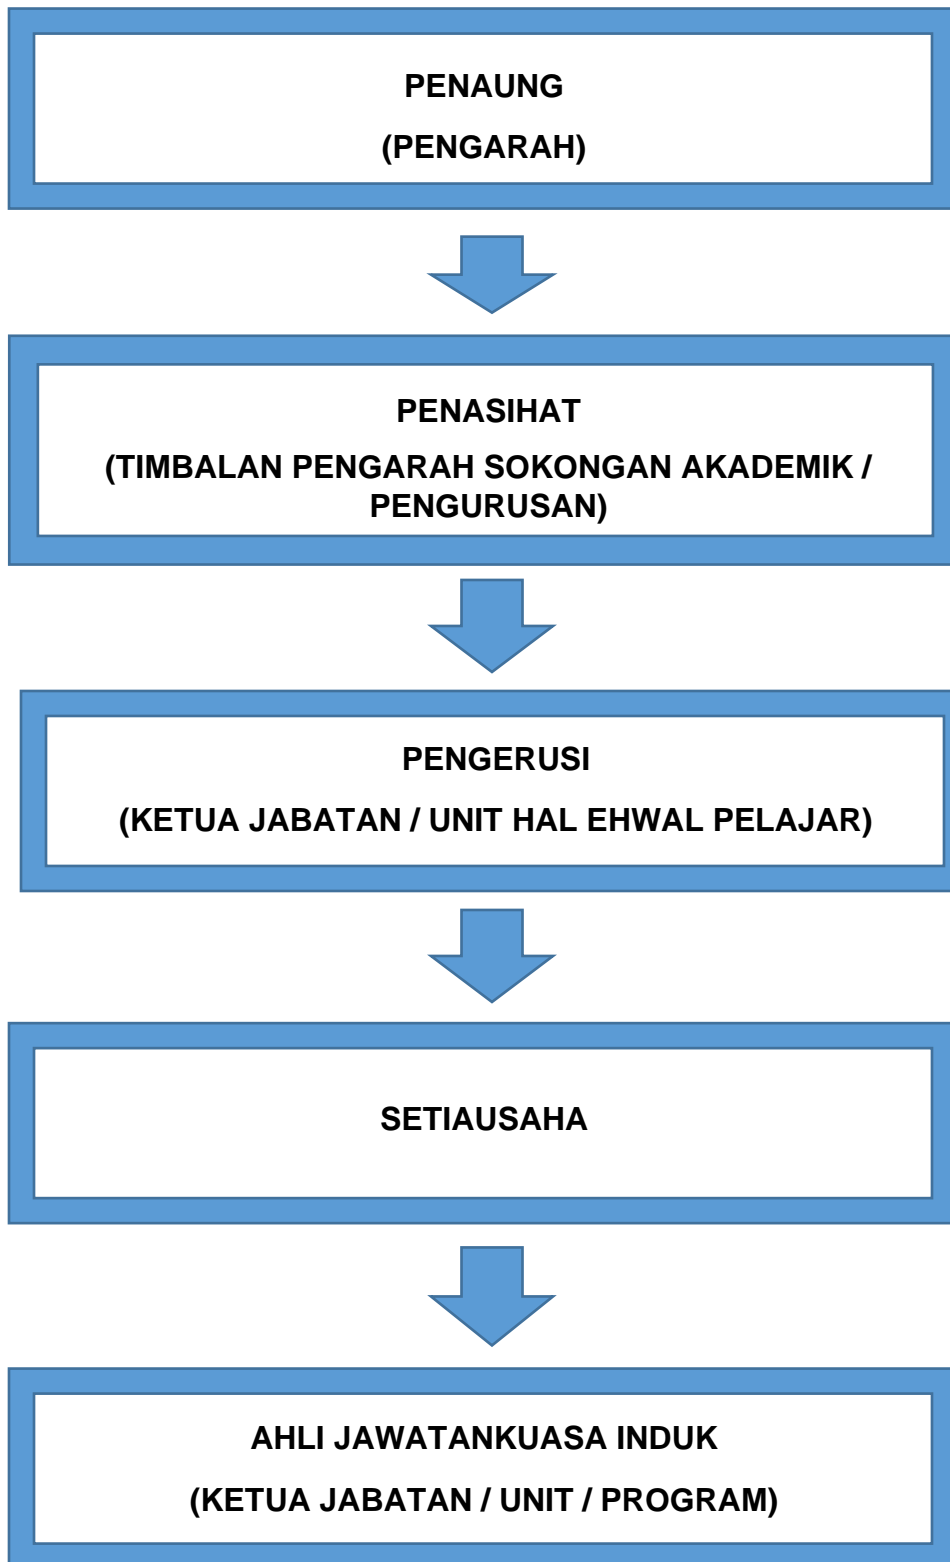 PENAUNG
(PENGARAH)
PENASIHAT
(TIMBALAN PENGARAH SOKONGAN AKADEMIK /
PENGURUSAN)
PENGERUSI
(KETUA JABATAN / UNIT HAL EHWAL PELAJAR)
SETIAUSAHA
AHLI JAWATANKUASA INDUK
(KETUA JABATAN / UNIT / PROGRAM)